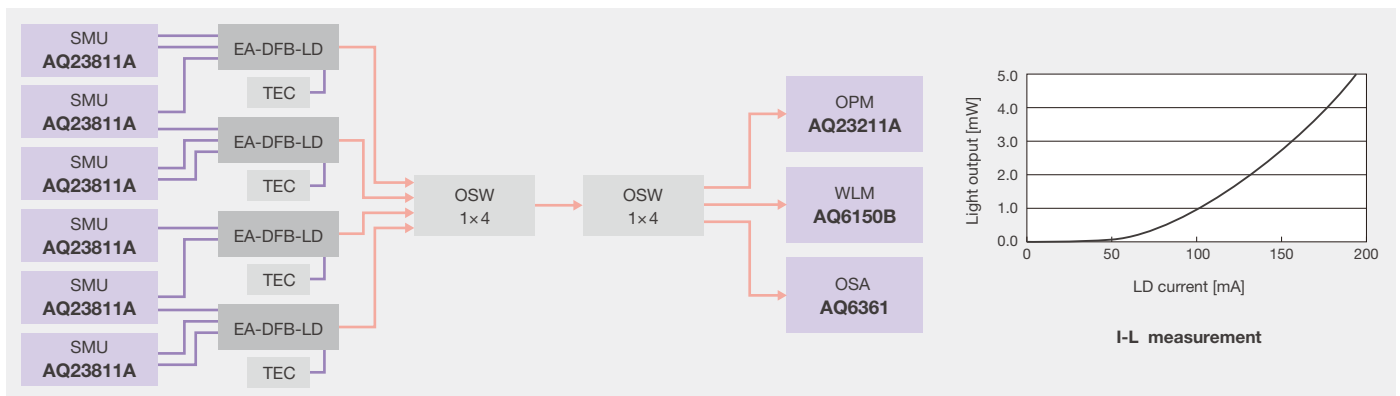 SMU
AQ23811A
SMU
AQ23811A
SMU
AQ23811A
SMU
AQ23811A
SMU
AQ23811A
SMU
AQ23811A
EA-DFB-LD
TEC
EA-DFB-LD
TEC
EA-DFB-LD
TEC
EA-DFB-LD
TEC
OSW
1×4
OSW
1×4
OPM
AQ23211A
WLM
AQ6150B
OSA
AQ6361
Light output [mW]
5.0
4.0
3.0
2.0
1.0
0.0
0 50 100 150 200
LD current [mA]
I-L measurement